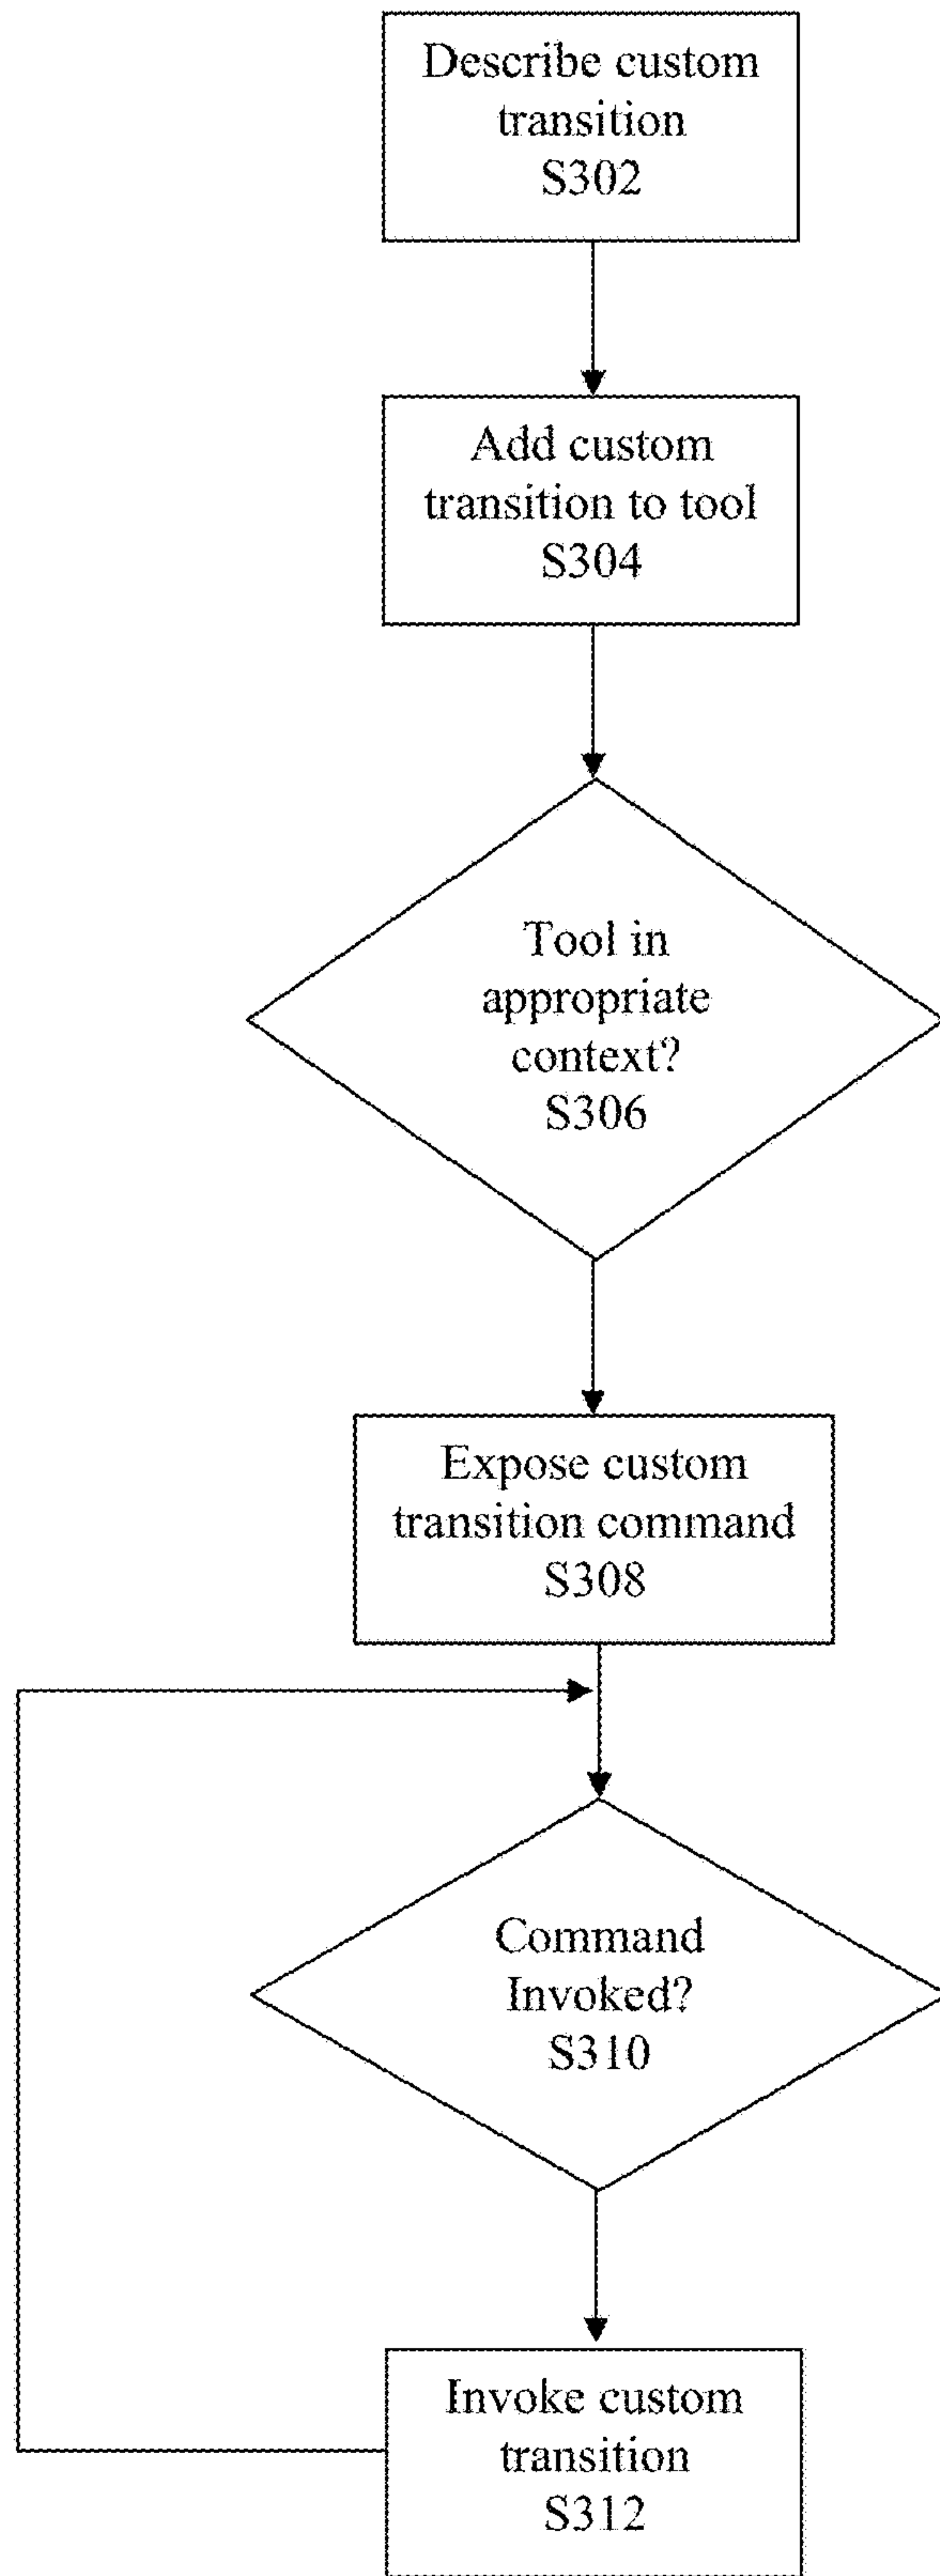 Describe custom
transition
S302
Add custom
transition to tool
S304
Tool in
appropriate
context?
S306
Expose custom
transition command
S308
Command
Invoked?
S310
Invoke custom
transition
S312